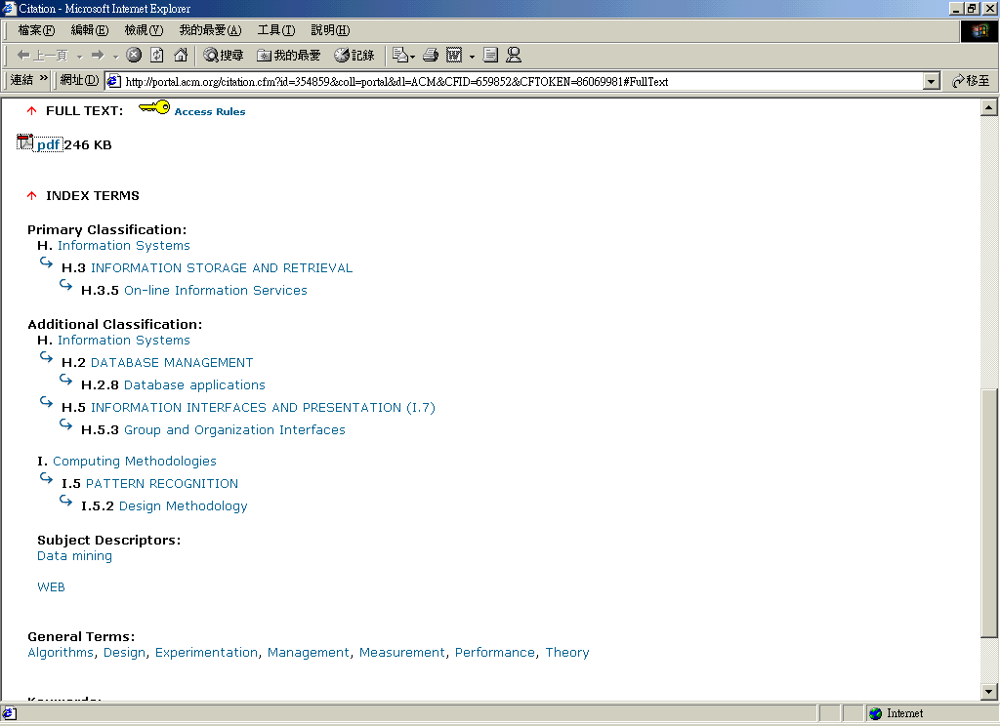 Citation - Microsoft Internet Explorer
檔案(F) 編輯(E) 檢視(V) 我的最愛(A) 工具(T) 說明(H)
上一頁 搜尋 我的最愛 記錄
連結 » 網址(D) http://portal.acm.org/citation.cfm?id=354859&coll=portal&dl=ACM&CFID=659852&CFTOKEN=86069981#FullText 移至
FULL TEXT: Access Rules
pdf 246 KB
INDEX TERMS
Primary Classification:
H. Information Systems
H.3 INFORMATION STORAGE AND RETRIEVAL
H.3.5 On-line Information Services
Additional Classification:
H. Information Systems
H.2 DATABASE MANAGEMENT
H.2.8 Database applications
H.5 INFORMATION INTERFACES AND PRESENTATION (I.7)
H.5.3 Group and Organization Interfaces
I. Computing Methodologies
I.5 PATTERN RECOGNITION
I.5.2 Design Methodology
Subject Descriptors:
Data mining
WEB
General Terms:
Algorithms, Design, Experimentation, Management, Measurement, Performance, Theory
Keywords:
Internet